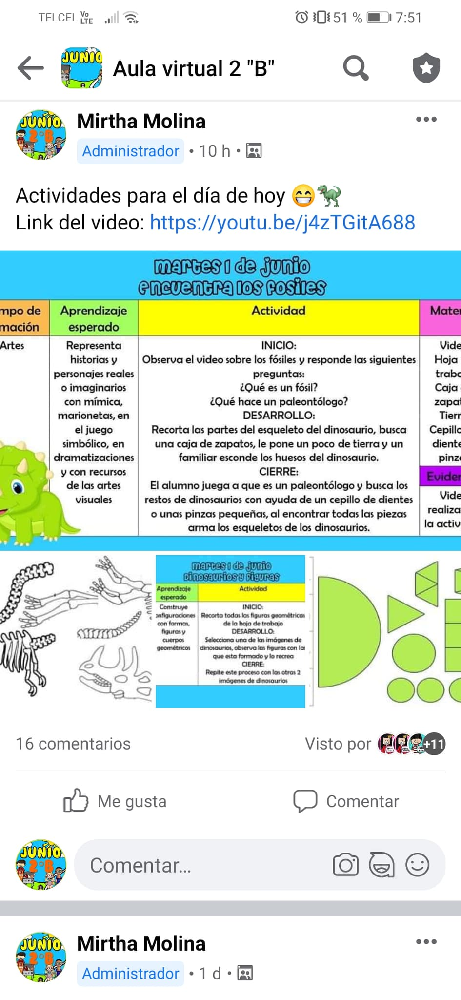 TELCEL Vo LTE 51 % 7:51
JUNIO
Aula virtual 2 "B"
JUNIO
2°B
Mirtha Molina
Administrador • 10 h •
Actividades para el día de hoy
Link del video: https://youtu.be/j4zTGitA688
martes 1 de junio
encuentra los fosiles
mpo de
mación
Artes
Aprendizaje
esperado
Representa
historias y
personajes reales
o imaginarios
con mímica,
marionetas, en
el juego
simbólico, en
dramatizaciones
y con recursos
de las artes
visuales
Actividad
INICIO:
Observa el video sobre los fósiles y responde las siguientes
preguntas:
¿Qué es un fósil?
¿Qué hace un paleontólogo?
DESARROLLO:
Recorta las partes del esqueleto del dinosaurio, busca
una caja de zapatos, le pone un poco de tierra y un
familiar esconde los huesos del dinosaurio.
CIERRE:
El alumno juega a que es un paleontólogo y busca los
restos de dinosaurios con ayuda de un cepillo de dientes
o unas pinzas pequeñas, al encontrar todas las piezas
arma los esqueletos de los dinosaurios.
Mater
Vide
Hoja
traba
Caja
zapat
Tierr
Cepillo
diente
pinza
Eviden
Vide
realiza
la activ
martes 1 de junio
Dinosaurios y figuras
Aprendizaje
esperado
Construye
onfiguraciones
con formas,
figuras y
cuerpos
geométricos
Actividad
INICIO:
Recorta todas las figuras geométricas
de la hoja de trabajo
DESARROLLO:
Selecciona una de las imágenes de
dinosaurios, observa las figuras con las
que esta formado y lo recrea
CIERRE:
Repite este proceso con las otras 2
imágenes de dinosaurios
16 comentarios
Visto por +11
Me gusta
Comentar
JUNIO
2°B
Comentar...
JUNIO
2°B
Mirtha Molina
Administrador • 1 d •